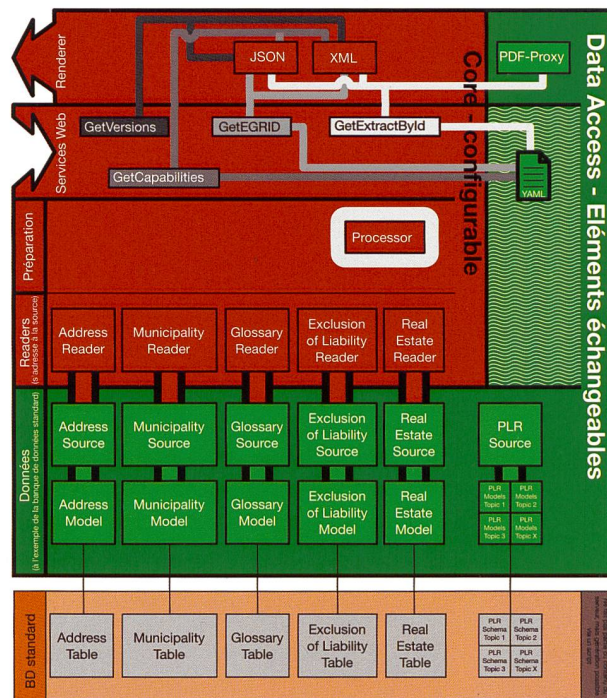 Data Access - Eléments échangeables
Core - configurable
Renderer
JSON
XML
PDF-Proxy
Services Web
GetVersions
GetEGRID
GetExtractById
GetCapabilities
YAML
Préparation
Processor
Readers
(s'adresse à la source)
Address
Reader
Municipality
Reader
Glossary
Reader
Exclusion
of Liability
Reader
Real
Estate
Reader
Données
(à l'exemple de la banque de données standard)
Address
Source
Municipality
Source
Glossary
Source
Exclusion
of Liability
Source
Real
Estate
Source
PLR
Source
Address
Model
Municipality
Model
Glossary
Model
Exclusion
of Liability
Model
Real
Estate
Model
PLR
Models
Topic 1
PLR
Models
Topic 2
PLR
Models
Topic 3
PLR
Models
Topic X
BD standard
Address
Table
Municipality
Table
Glossary
Table
Exclusion
of Liability
Table
Real
Estate
Table
PLR
Schema
Topic 1
PLR
Schema
Topic 2
PLR
Schema
Topic 3
PLR
Schema
Topic X